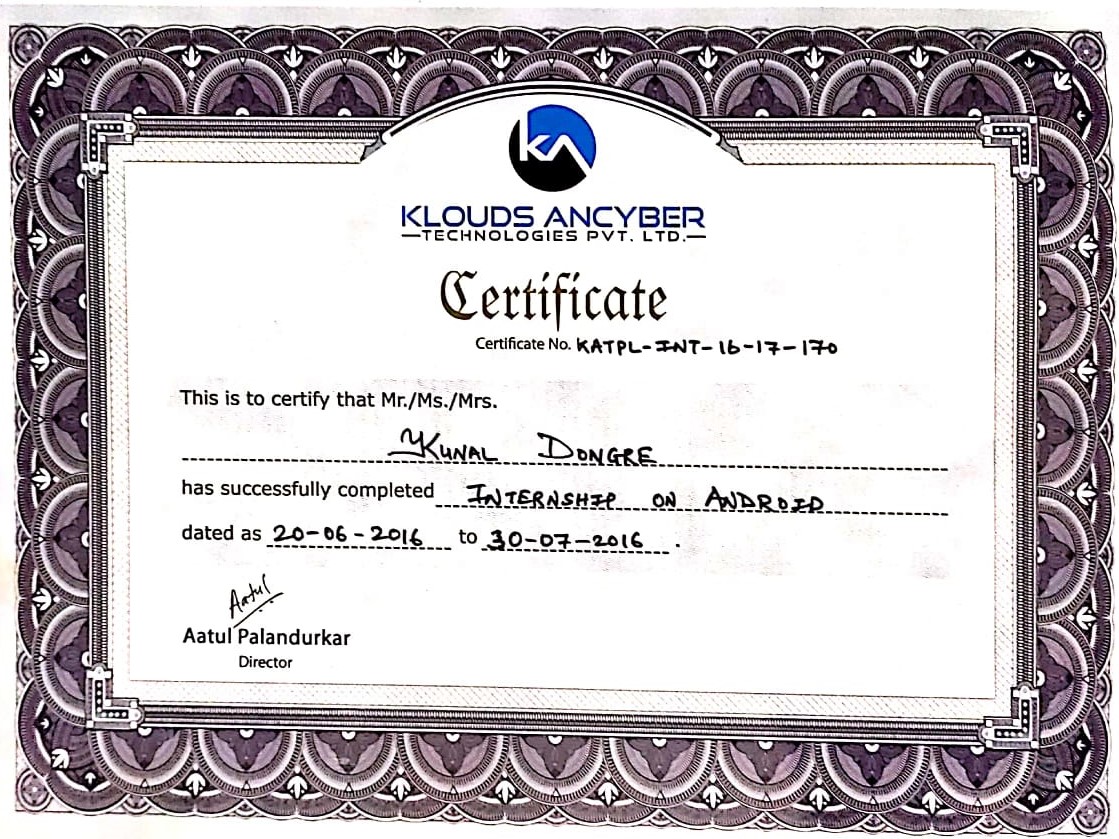 KA
KLOUDS ANCYBER
TECHNOLOGIES PVT. LTD.
Certificate
Certificate No. KATPL-INT-16-17-170
This is to certify that Mr./Ms./Mrs.
KUNAL DONGRE
has successfully completed INTERNSHIP ON ANDROID
dated as 20-06-2016 to 30-07-2016.
Aatul
Aatul Palandurkar
Director